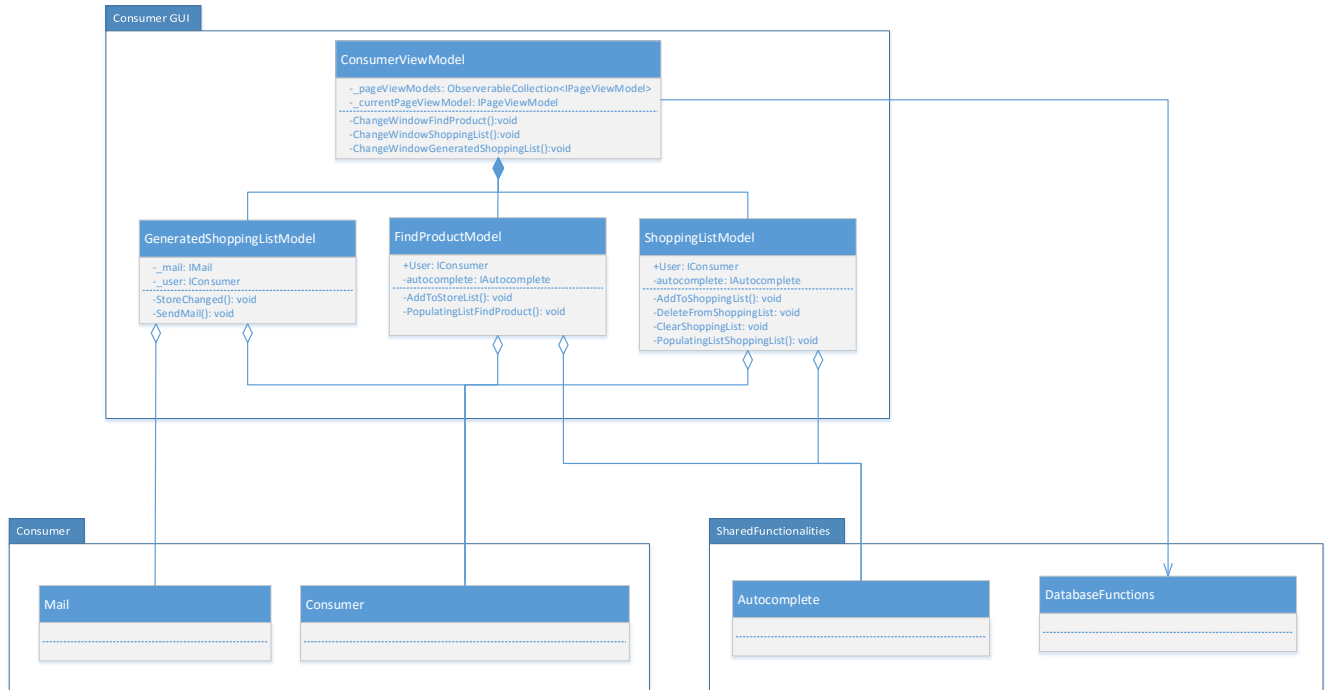 Consumer GUI
ConsumerViewModel
-_pageViewModels: ObserverableCollection<IPageViewModel>
-_currentPageViewModel: IPageViewModel
-ChangeWindowFindProduct():void
-ChangeWindowShoppingList():void
-ChangeWindowGeneratedShoppingList():void
GeneratedShoppingListModel
-_mail: IMail
-_user: IConsumer
-StoreChanged(): void
-SendMail(): void
FindProductModel
+User: IConsumer
-autocomplete: IAutocomplete
-AddToStoreList(): void
-PopulatingListFindProduct(): void
ShoppingListModel
+User: IConsumer
-autocomplete: IAutocomplete
-AddToShoppingList(): void
-DeleteFromShoppingList: void
-ClearShoppingList: void
-PopulatingListShoppingList(): void
Consumer
Mail
Consumer
SharedFunctionalities
Autocomplete
DatabaseFunctions